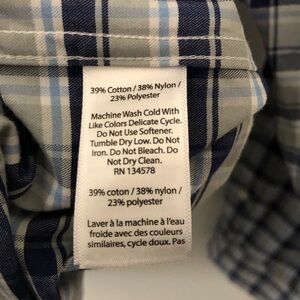 39% Cotton / 38% Nylon /
23% Polyester
Machine Wash Cold With
Like Colors Delicate Cycle.
Do Not Use Softener.
Tumble Dry Low. Do Not
Iron. Do Not Bleach. Do
Not Dry Clean.
RN 134578
39% coton / 38% nylon /
23% polyester
Laver à la machine à l'eau
froide avec des couleurs
similaires, cycle doux. Pas